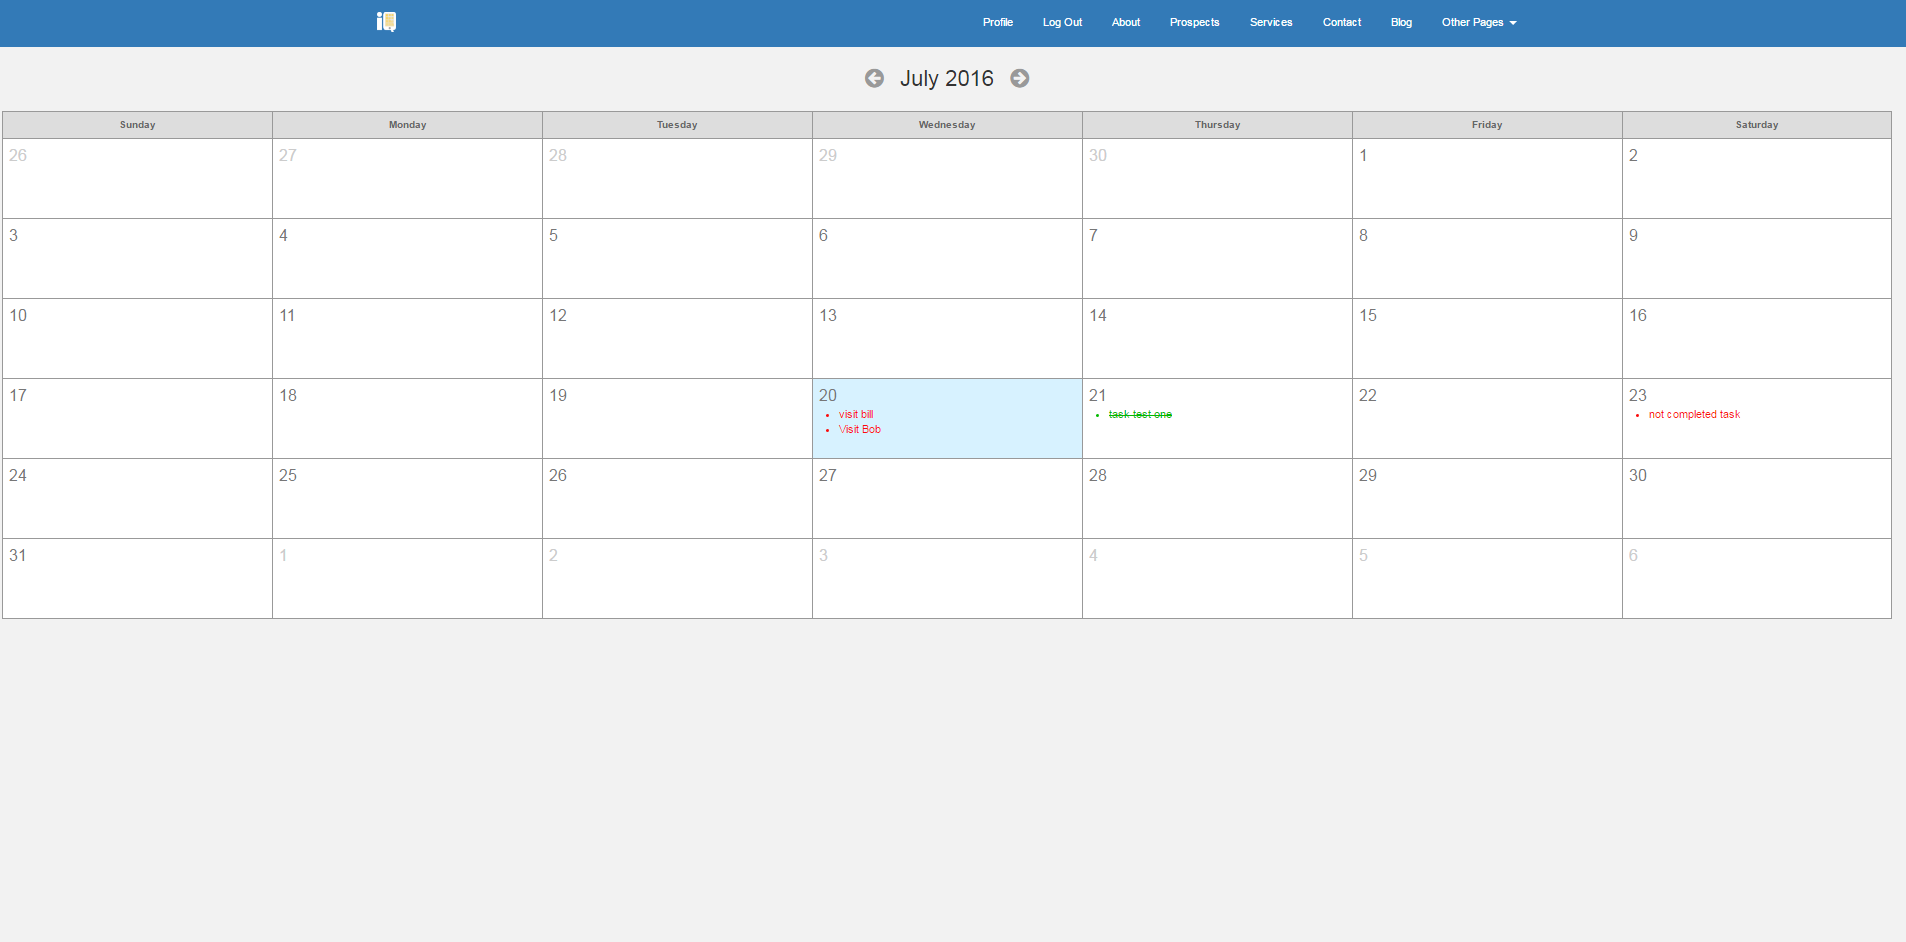 iQ
Profile Log Out About Prospects Services Contact Blog Other Pages
July 2016
Sunday Monday Tuesday Wednesday Thursday Friday Saturday
26 27 28 29 30 1 2
3 4 5 6 7 8 9
10 11 12 13 14 15 16
17 18 19 20 21 22 23
visit bill task test one not completed task
Visit Bob
24 25 26 27 28 29 30
31 1 2 3 4 5 6